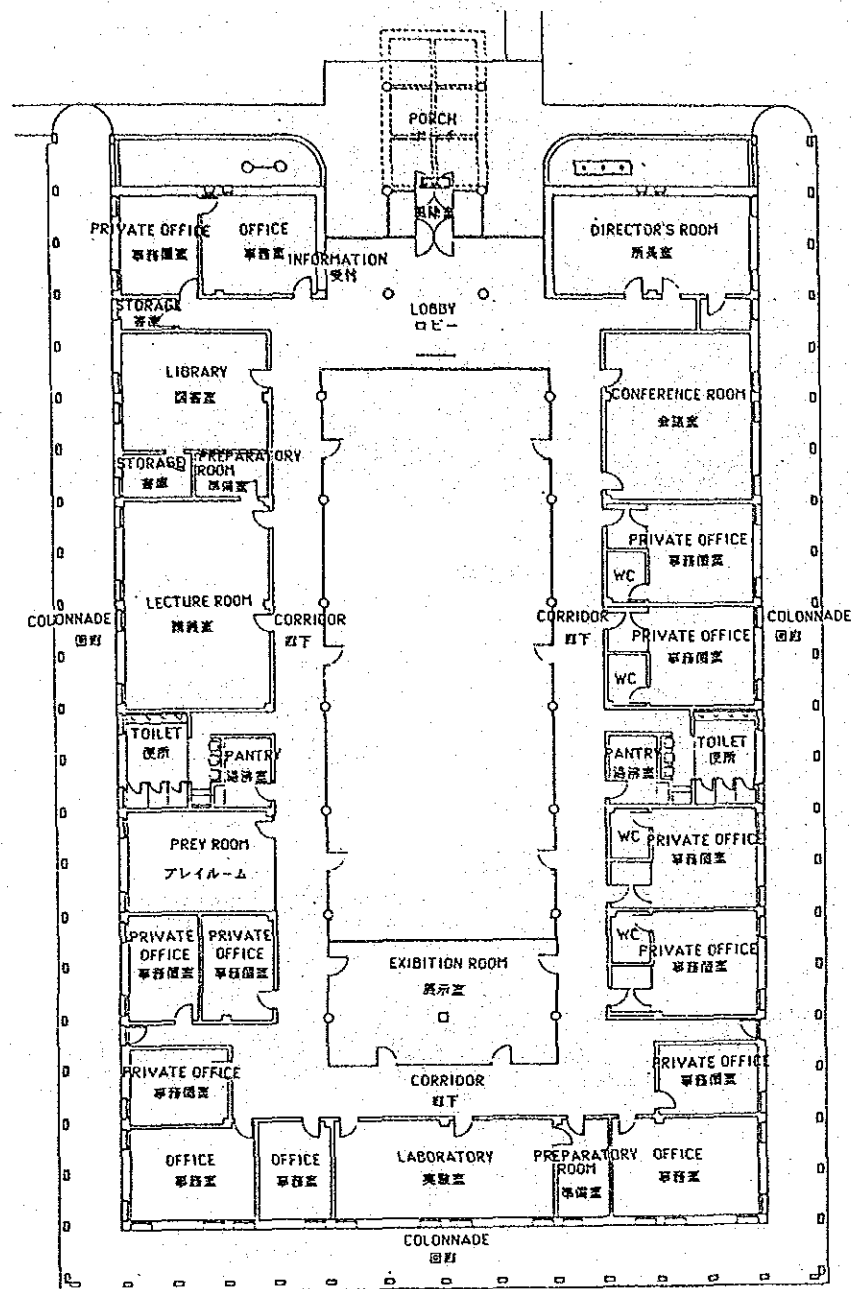 PORCH
ポーチ
風除室
PRIVATE OFFICE
事務個室
OFFICE
事務室
INFORMATION
受付
DIRECTOR'S ROOM
所長室
STORAGE
書庫
LOBBY
ロビー
LIBRARY
図書室
CONFERENCE ROOM
会議室
STORAGO
書庫
PREPARATORY
ROOM
準備室
PRIVATE OFFICE
事務個室
WC
LECTURE ROOM
講義室
COLONNADE
回廊
CORRIDOR
廊下
CORRIDOR
廊下
PRIVATE OFFICE
事務個室
COLONNADE
回廊
WC
TOILET
便所
PANTRY
湯沸室
PANTRY
湯沸室
TOILET
便所
PREY ROOM
プレイルーム
WC
PRIVATE OFFICE
事務個室
PRIVATE
OFFICE
事務個室
PRIVATE
OFFICE
事務個室
WC
PRIVATE OFFICE
事務個室
EXIBITION ROOM
展示室
PRIVATE OFFICE
事務個室
CORRIDOR
廊下
PRIVATE OFFICE
事務個室
OFFICE
事務室
OFFICE
事務室
LABORATORY
実験室
PREPARATORY
ROOM
準備室
OFFICE
事務室
COLONNADE
回廊